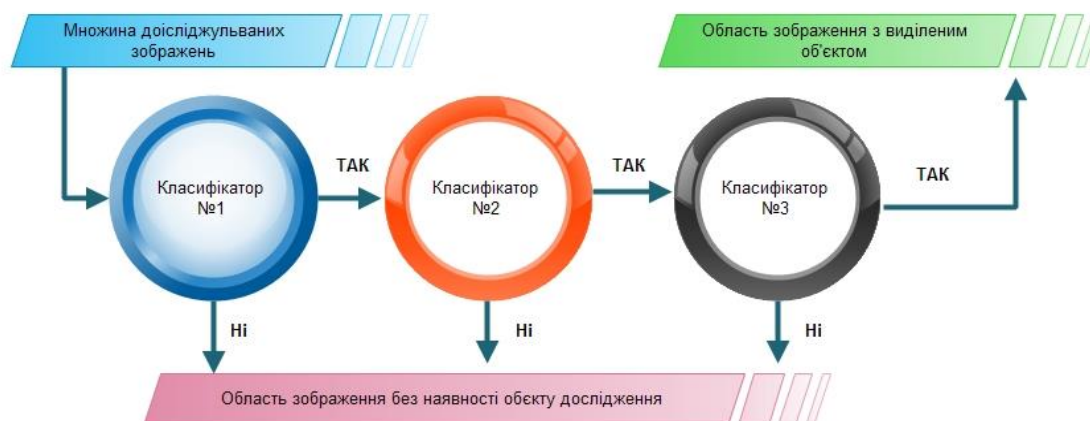 Множина доісліджульваних
зображень
Область зображення з виділеним
об'єктом
Класифікатор
№1
ТАК
Класифікатор
№2
ТАК
Класифікатор
№3
ТАК
Ні
Ні
Ні
Область зображення без наявності обєкту дослідження